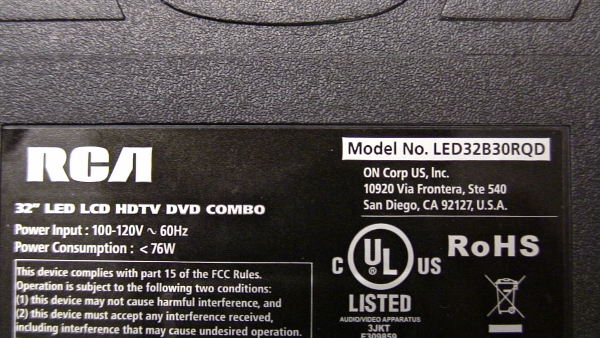 RCA
32" LED LCD HDTV DVD COMBO
Power Input : 100-120V ~ 60Hz
Power Consumption : < 76W
This device complies with part 15 of the FCC Rules.
Operation is subject to the following two conditions:
(1) this device may not cause harmful interference, and
(2) this device must accept any interference received,
including interference that may cause undesired operation.
Model No. LED32B30RQD
ON Corp US, Inc.
10920 Via Frontera, Ste 540
San Diego, CA 92127, U.S.A.
C UL ® US
LISTED
AUDIO/VIDEO APPARATUS
3JKT
E309859
RoHS